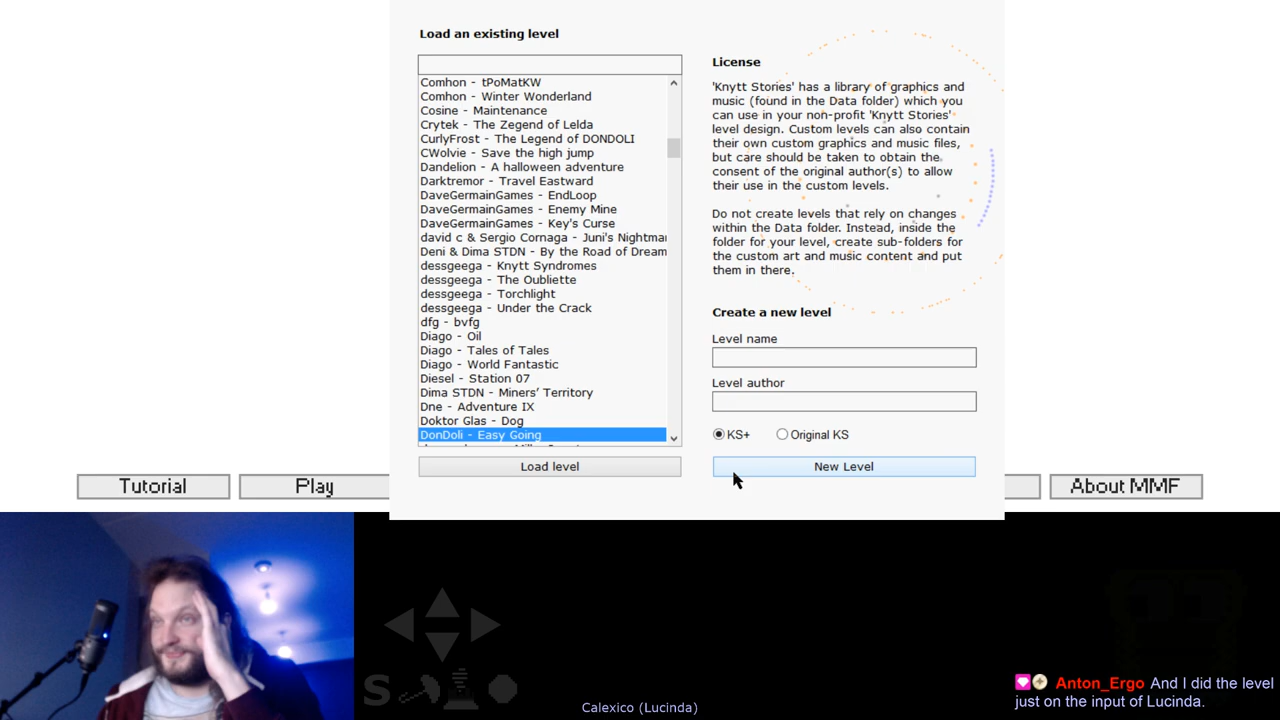 Load an existing level
Comhon - tPoMatKW
Comhon - Winter Wonderland
Cosine - Maintenance
Crytek - The Zegend of Lelda
CurlyFrost - The Legend of DONDOLI
CWolvie - Save the high jump
Dandelion - A halloween adventure
Darktremor - Travel Eastward
DaveGermainGames - EndLoop
DaveGermainGames - Enemy Mine
DaveGermainGames - Key's Curse
david c & Sergio Cornaga - Juni's Nightmar
Deni & Dima STDN - By the Road of Dream
dessgeega - Knytt Syndromes
dessgeega - The Oubliette
dessgeega - Torchlight
dessgeega - Under the Crack
dfg - bvfg
Diago - Oil
Diago - Tales of Tales
Diago - World Fantastic
Diesel - Station 07
Dima STDN - Miners’ Territory
Dne - Adventure IX
Doktor Glas - Dog
DonDoli - Easy Going
Load level
License
'Knytt Stories' has a library of graphics and
music (found in the Data folder) which you
can use in your non-profit 'Knytt Stories'
level design. Custom levels can also contain
their own custom graphics and music files,
but care should be taken to obtain the
consent of the original author(s) to allow
their use in the custom levels.
Do not create levels that rely on changes
within the Data folder. Instead, inside the
folder for your level, create sub-folders for
the custom art and music content and put
them in there.
Create a new level
Level name
Level author
KS+
Original KS
New Level
Tutorial
Play
About MMF
S
Calexico (Lucinda)
Anton_Ergo And I did the level
just on the input of Lucinda.